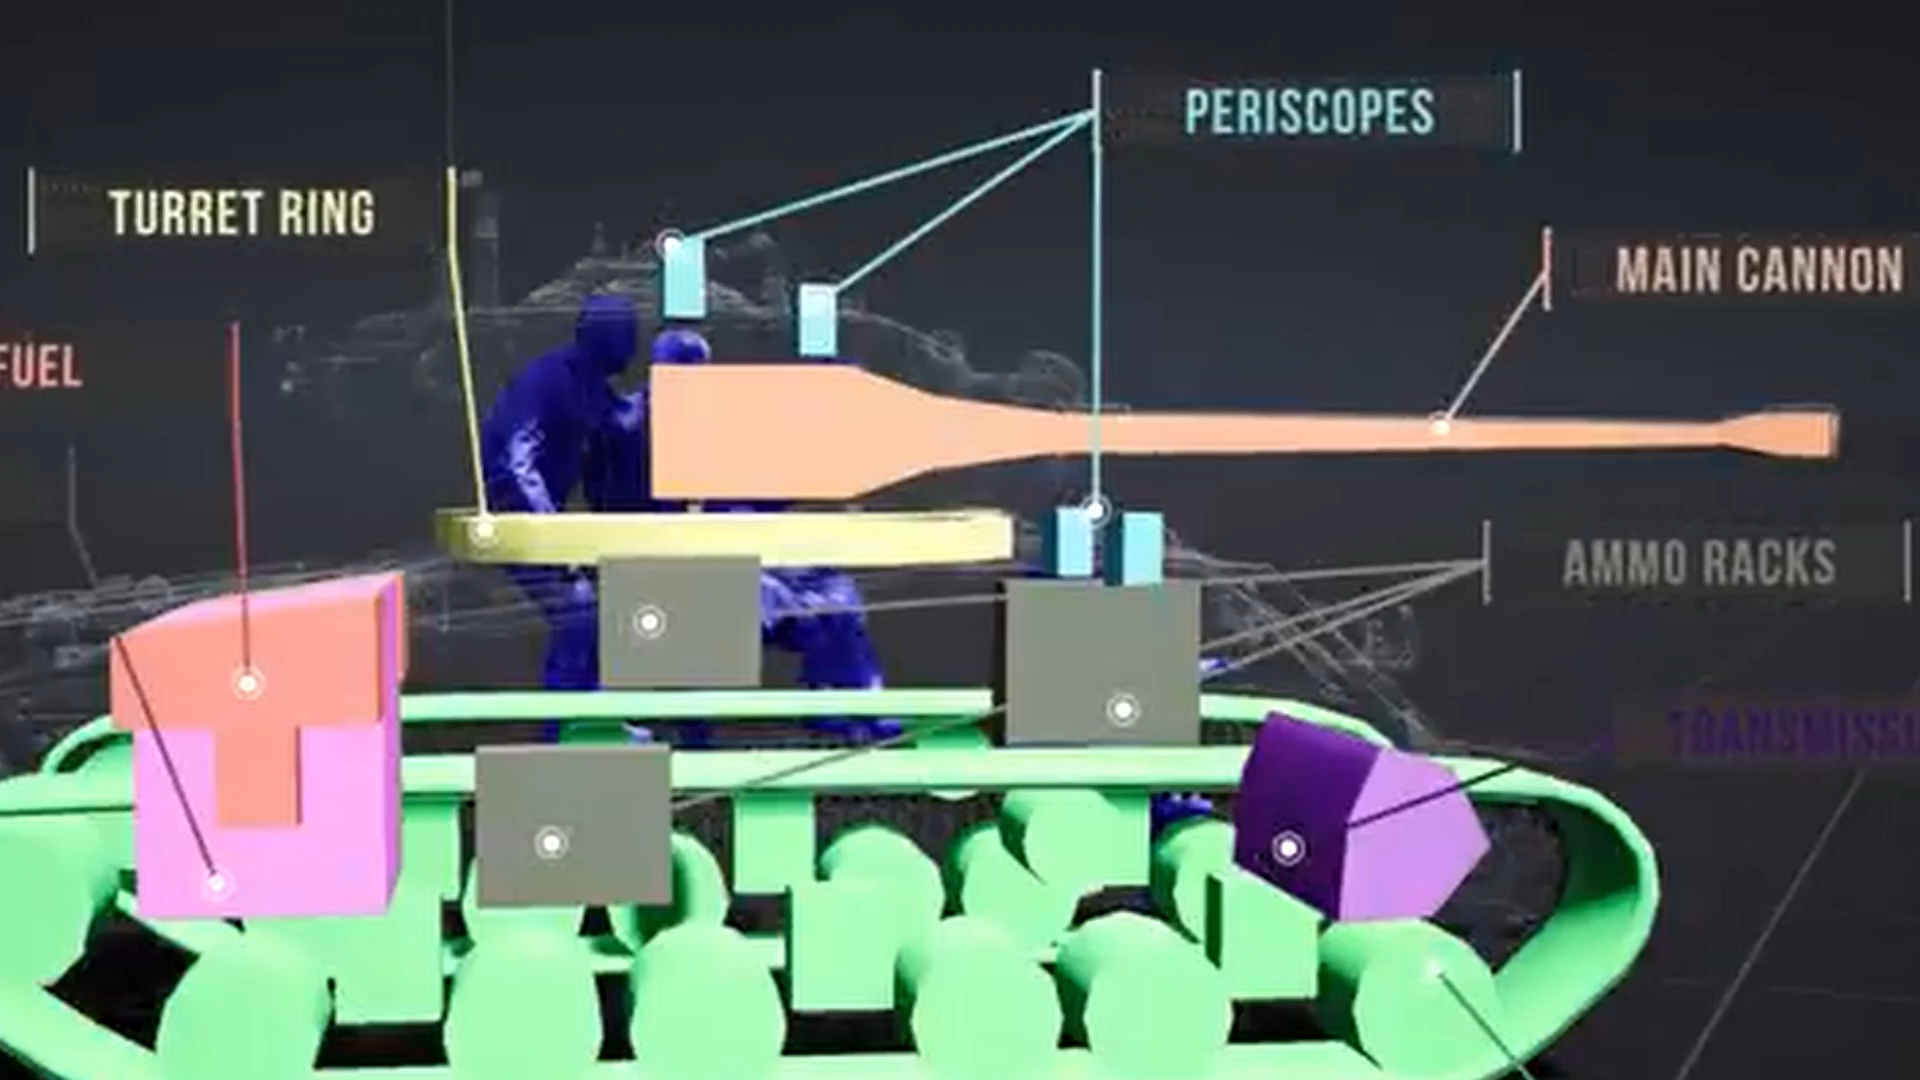 PERISCOPES
TURRET RING
MAIN CANNON
FUEL
AMMO RACKS